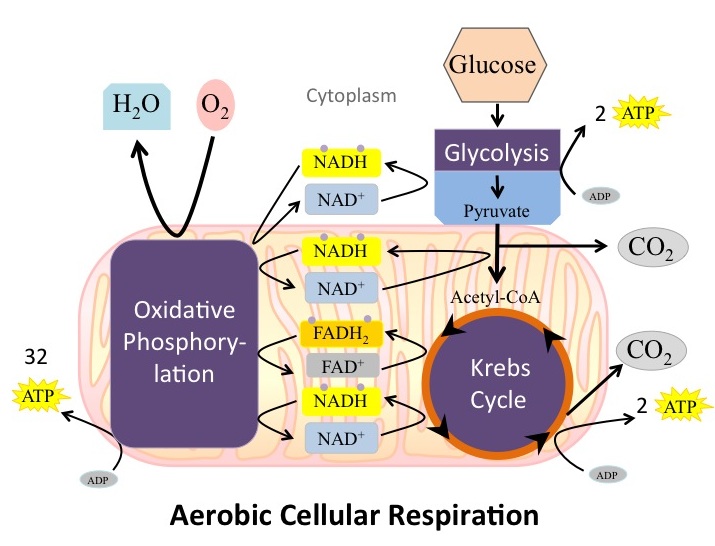 Glucose
Cytoplasm
H₂O
O₂
2 ATP
Glycolysis
NADH
ADP
NAD⁺
Pyruvate
CO₂
NADH
NAD⁺
Acetyl-CoA
Oxidative
Phosphory-
lation
FADH₂
FAD⁺
CO₂
Krebs
Cycle
32
ATP
NADH
2 ATP
NAD⁺
ADP
ADP
Aerobic Cellular Respiration